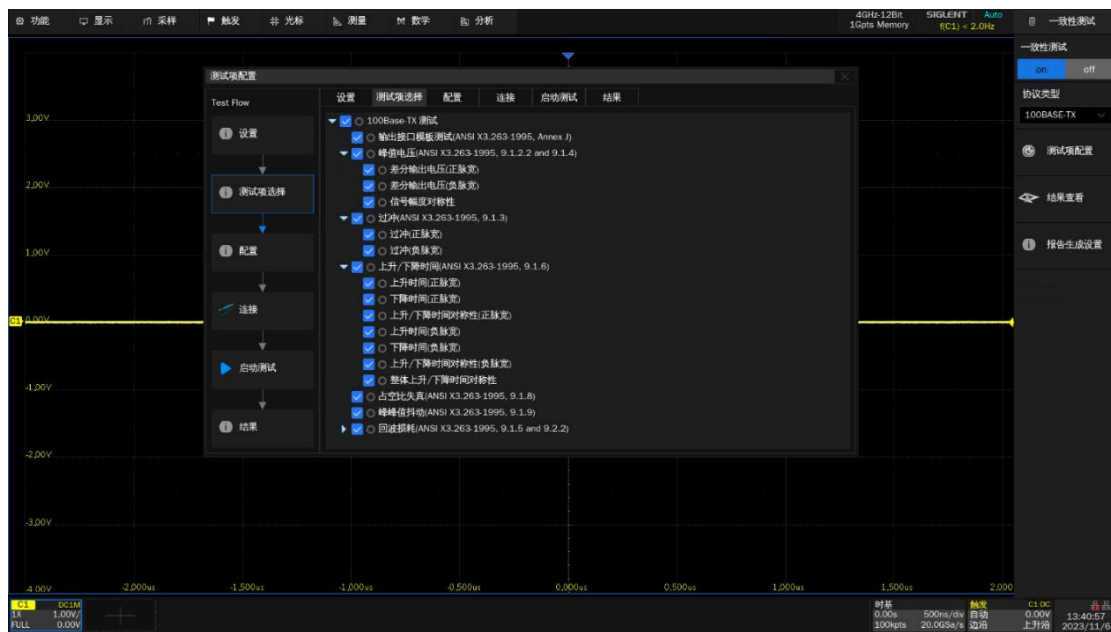 功能 显示 采样 触发 光标 测量 数学 分析
4GHz-12Bit SIGLENT Auto
1Gpts Memory f(C1) < 2.0Hz
一致性测试
一致性测试
on off
协议类型
100BASE-TX
测试项配置
结果查看
报告生成设置
测试项配置
Test Flow
设置
测试项选择
配置
连接
启动测试
结果
设置 测试项选择 配置 连接 启动测试 结果
100Base-TX 测试
输出接口模板测试(ANSI X3.263-1995, Annex J)
峰值电压(ANSI X3.263-1995, 9.1.2.2 and 9.1.4)
差分输出电压(正脉宽)
差分输出电压(负脉宽)
信号幅度对称性
过冲(ANSI X3.263-1995, 9.1.3)
过冲(正脉宽)
过冲(负脉宽)
上升/下降时间(ANSI X3.263-1995, 9.1.6)
上升时间(正脉宽)
下降时间(正脉宽)
上升/下降时间对称性(正脉宽)
上升时间(负脉宽)
下降时间(负脉宽)
上升/下降时间对称性(负脉宽)
整体上升/下降时间对称性
占空比失真(ANSI X3.263-1995, 9.1.8)
峰峰值抖动(ANSI X3.263-1995, 9.1.9)
回波损耗(ANSI X3.263-1995, 9.1.5 and 9.2.2)
3.00V
2.00V
1.00V
C1 0.00V
-1.00V
-2.00V
-3.00V
-4.00V
-2.000us -1.500us -1.000us -0.500us 0.000us 0.500us 1.000us 1.500us 2.000
C1 DC1M
1X 1.00V/
FULL 0.00V
时基
0.00s 500ns/div
100kpts 20.0GSa/s
触发 C1 DC
自动 0.00V
边沿 上升沿
13:40:57
2023/11/6